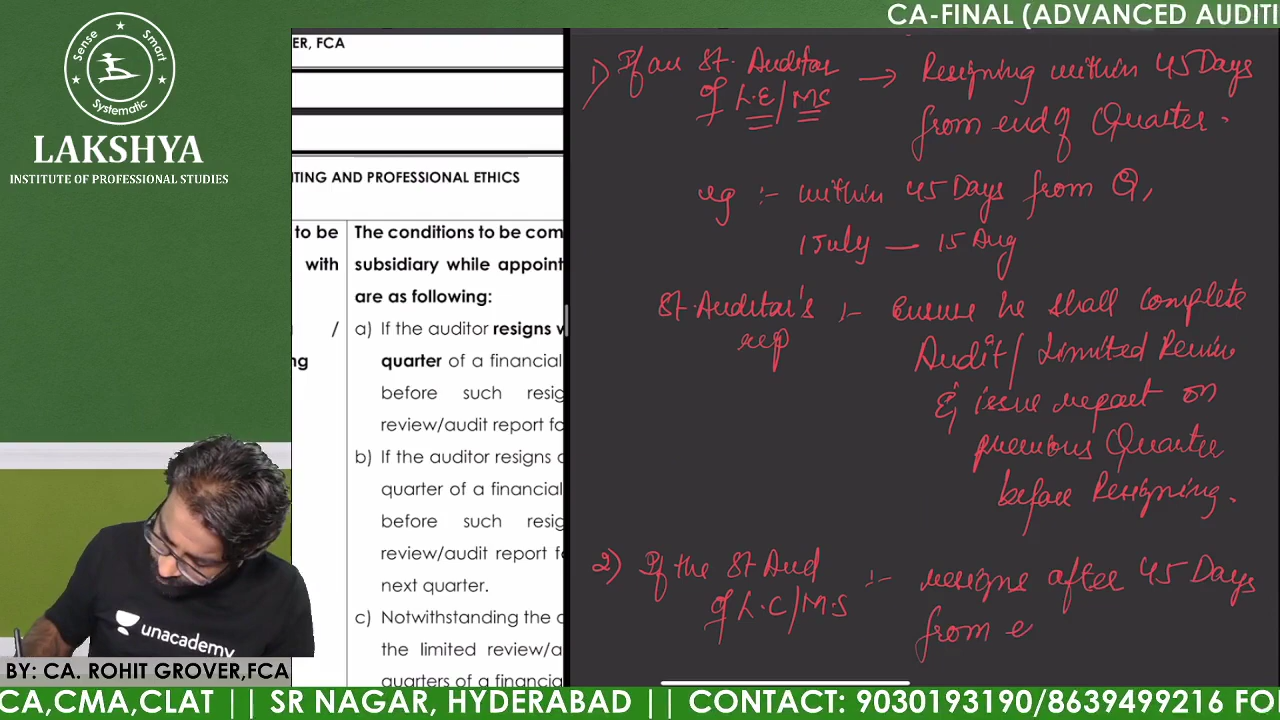 CA-FINAL (ADVANCED AUDITI
Sense
Smart
Systematic
LAKSHYA
INSTITUTE OF PROFESSIONAL STUDIES
ER, FCA
ITING AND PROFESSIONAL ETHICS
to be
with
/
ng
The conditions to be com
subsidiary while appoint
are as following:
a) If the auditor resigns w
quarter of a financial
before such resig
review/audit report fo
b) If the auditor resigns a
quarter of a financial
before such resig
review/audit report fo
next quarter.
c) Notwithstanding the a
the limited review/a
quarters of a financia
1) If an St. Auditor → Resigning within 45 Days
of L.E/MS from end of Quarter.
eg :- within 45 Days from Q1
1 July — 15 Aug
St. Auditor's :- Ensure he shall complete
resp Audit/Limited Review
& issue report on
previous Quarter
before Resigning.
2) If the St Aud :- resigns after 45 Days
of L.C/M.S from e
unacademy
BY: CA. ROHIT GROVER,FCA
CA,CMA,CLAT || SR NAGAR, HYDERABAD || CONTACT: 9030193190/8639499216 FO